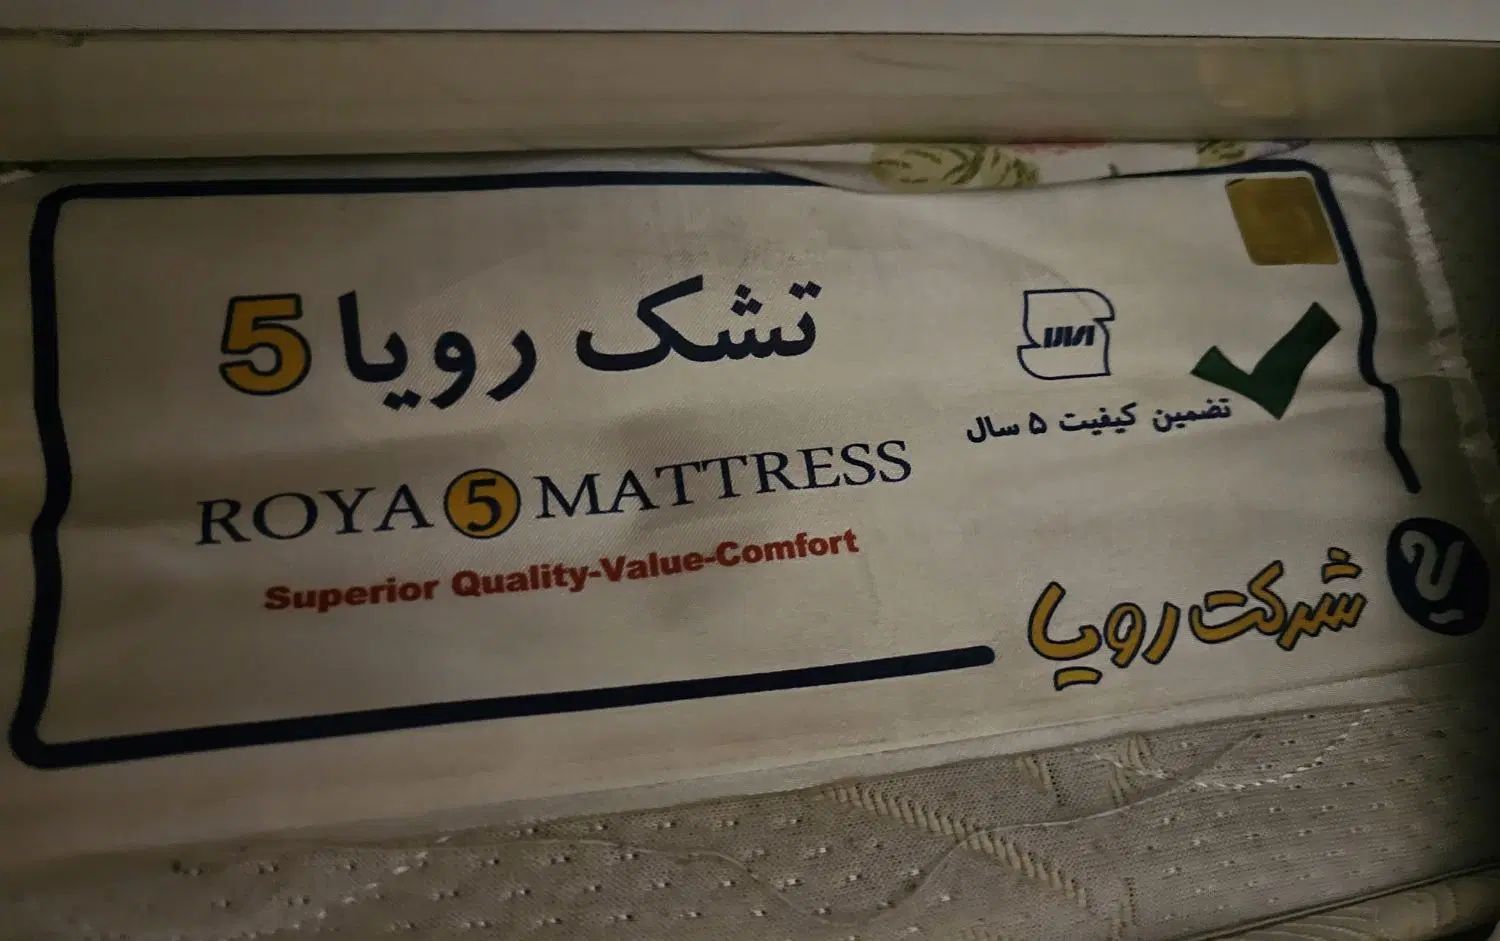 تشک رویا 5
تضمین کیفیت ۵ سال
ROYA 5 MATTRESS
Superior Quality-Value-Comfort
شرکت رویا